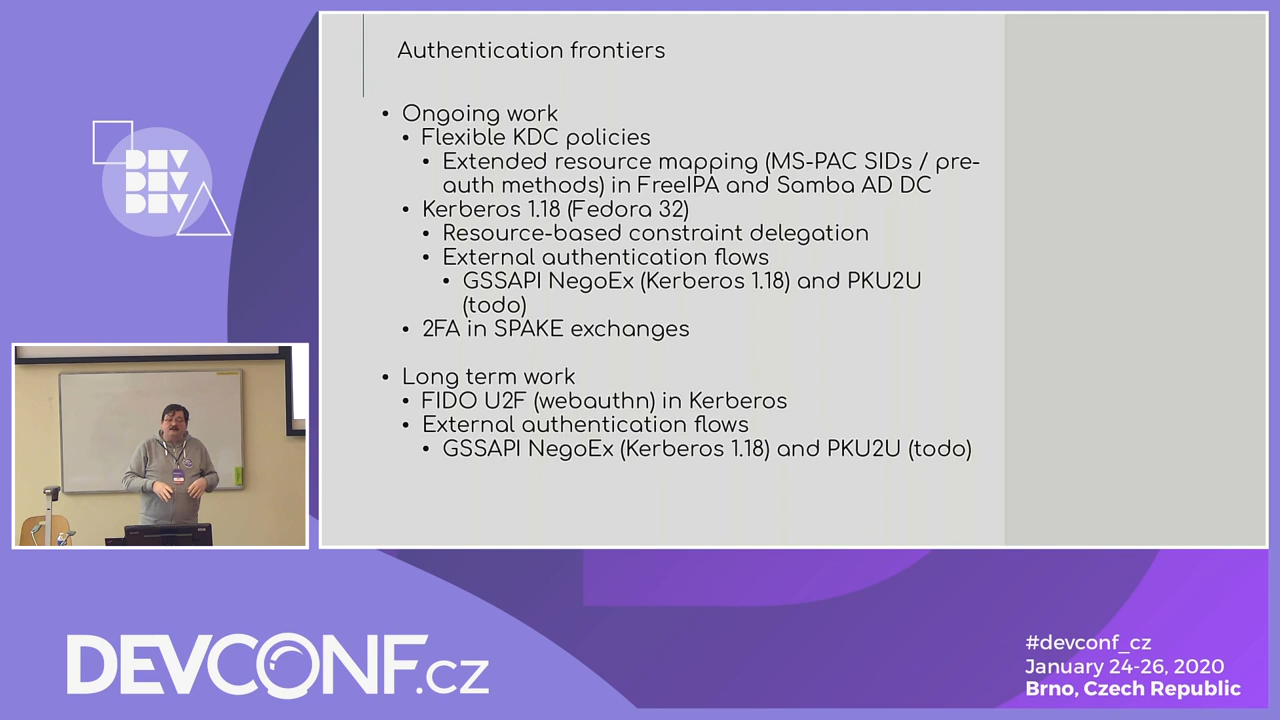 Authentication frontiers
• Ongoing work
• Flexible KDC policies
• Extended resource mapping (MS-PAC SIDs / pre-
auth methods) in FreeIPA and Samba AD DC
• Kerberos 1.18 (Fedora 32)
• Resource-based constraint delegation
• External authentication flows
• GSSAPI NegoEx (Kerberos 1.18) and PKU2U
(todo)
• 2FA in SPAKE exchanges
• Long term work
• FIDO U2F (webauthn) in Kerberos
• External authentication flows
• GSSAPI NegoEx (Kerberos 1.18) and PKU2U (todo)
DEV
DEV
DEV
DEVCONF.cz
#devconf_cz
January 24-26, 2020
Brno, Czech Republic